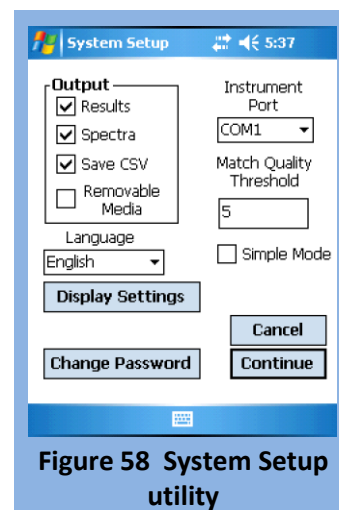 System Setup 5:37
Output
Results
Spectra
Save CSV
Removable
Media
Language
English
Display Settings
Change Password
Instrument
Port
COM1
Match Quality
Threshold
5
Simple Mode
Cancel
Continue
Figure 58 System Setup
utility